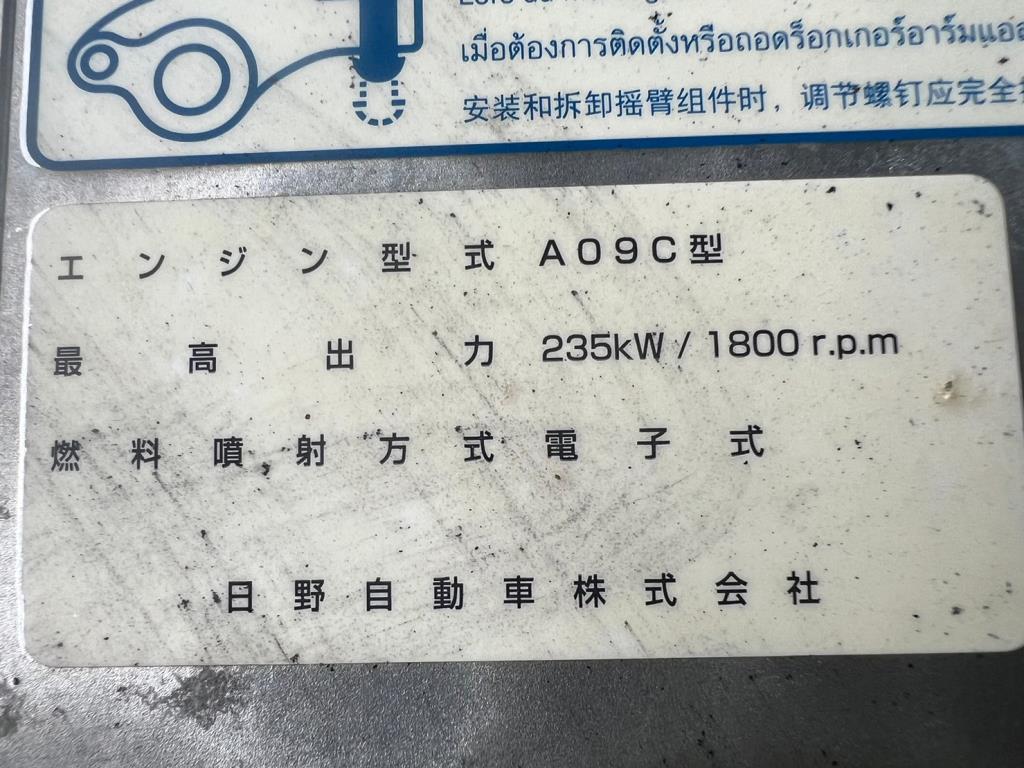 เมื่อต้องการติดตั้งหรือถอดร็อกเกอร์อาร์ม
安装和拆卸摇臂组件时，调节螺钉应完全
エンジン型式 A09C型
最高出力 235kW / 1800 r.p.m
燃料噴射方式 電子式
日野自動車株式会社